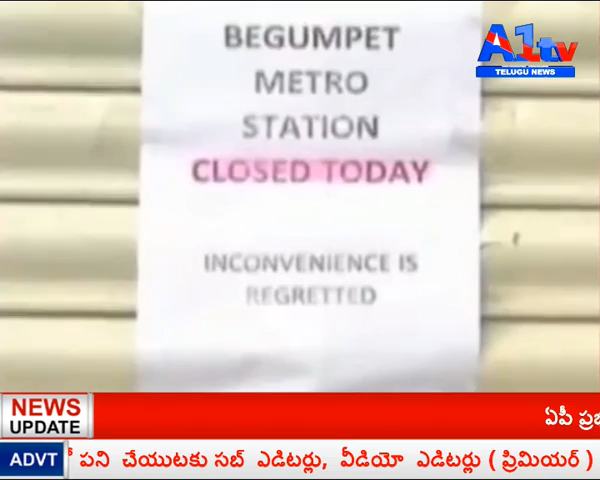 BEGUMPET
METRO
STATION
CLOSED TODAY
INCONVENIENCE IS
REGRETTED
A1tv
TELUGU NEWS
NEWS
UPDATE
ఏపీ
ADVT
పని చేయుటకు సబ్ ఎడిటర్లు, వీడియో ఎడిటర్లు ( ప్రిమియర్ )